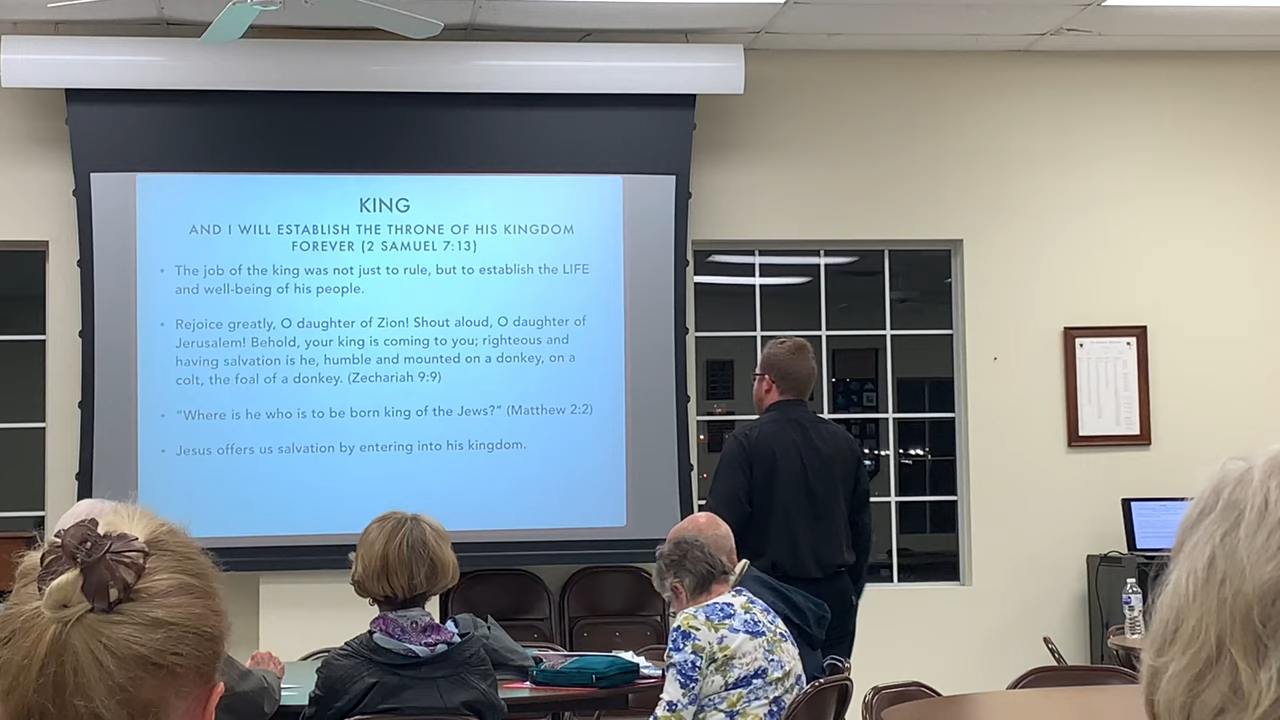 KING
AND I WILL ESTABLISH THE THRONE OF HIS KINGDOM
FOREVER (2 SAMUEL 7:13)
• The job of the king was not just to rule, but to establish the LIFE
and well-being of his people.
• Rejoice greatly, O daughter of Zion! Shout aloud, O daughter of
Jerusalem! Behold, your king is coming to you; righteous and
having salvation is he, humble and mounted on a donkey, on a
colt, the foal of a donkey. (Zechariah 9:9)
• “Where is he who is to be born king of the Jews?” (Matthew 2:2)
• Jesus offers us salvation by entering into his kingdom.